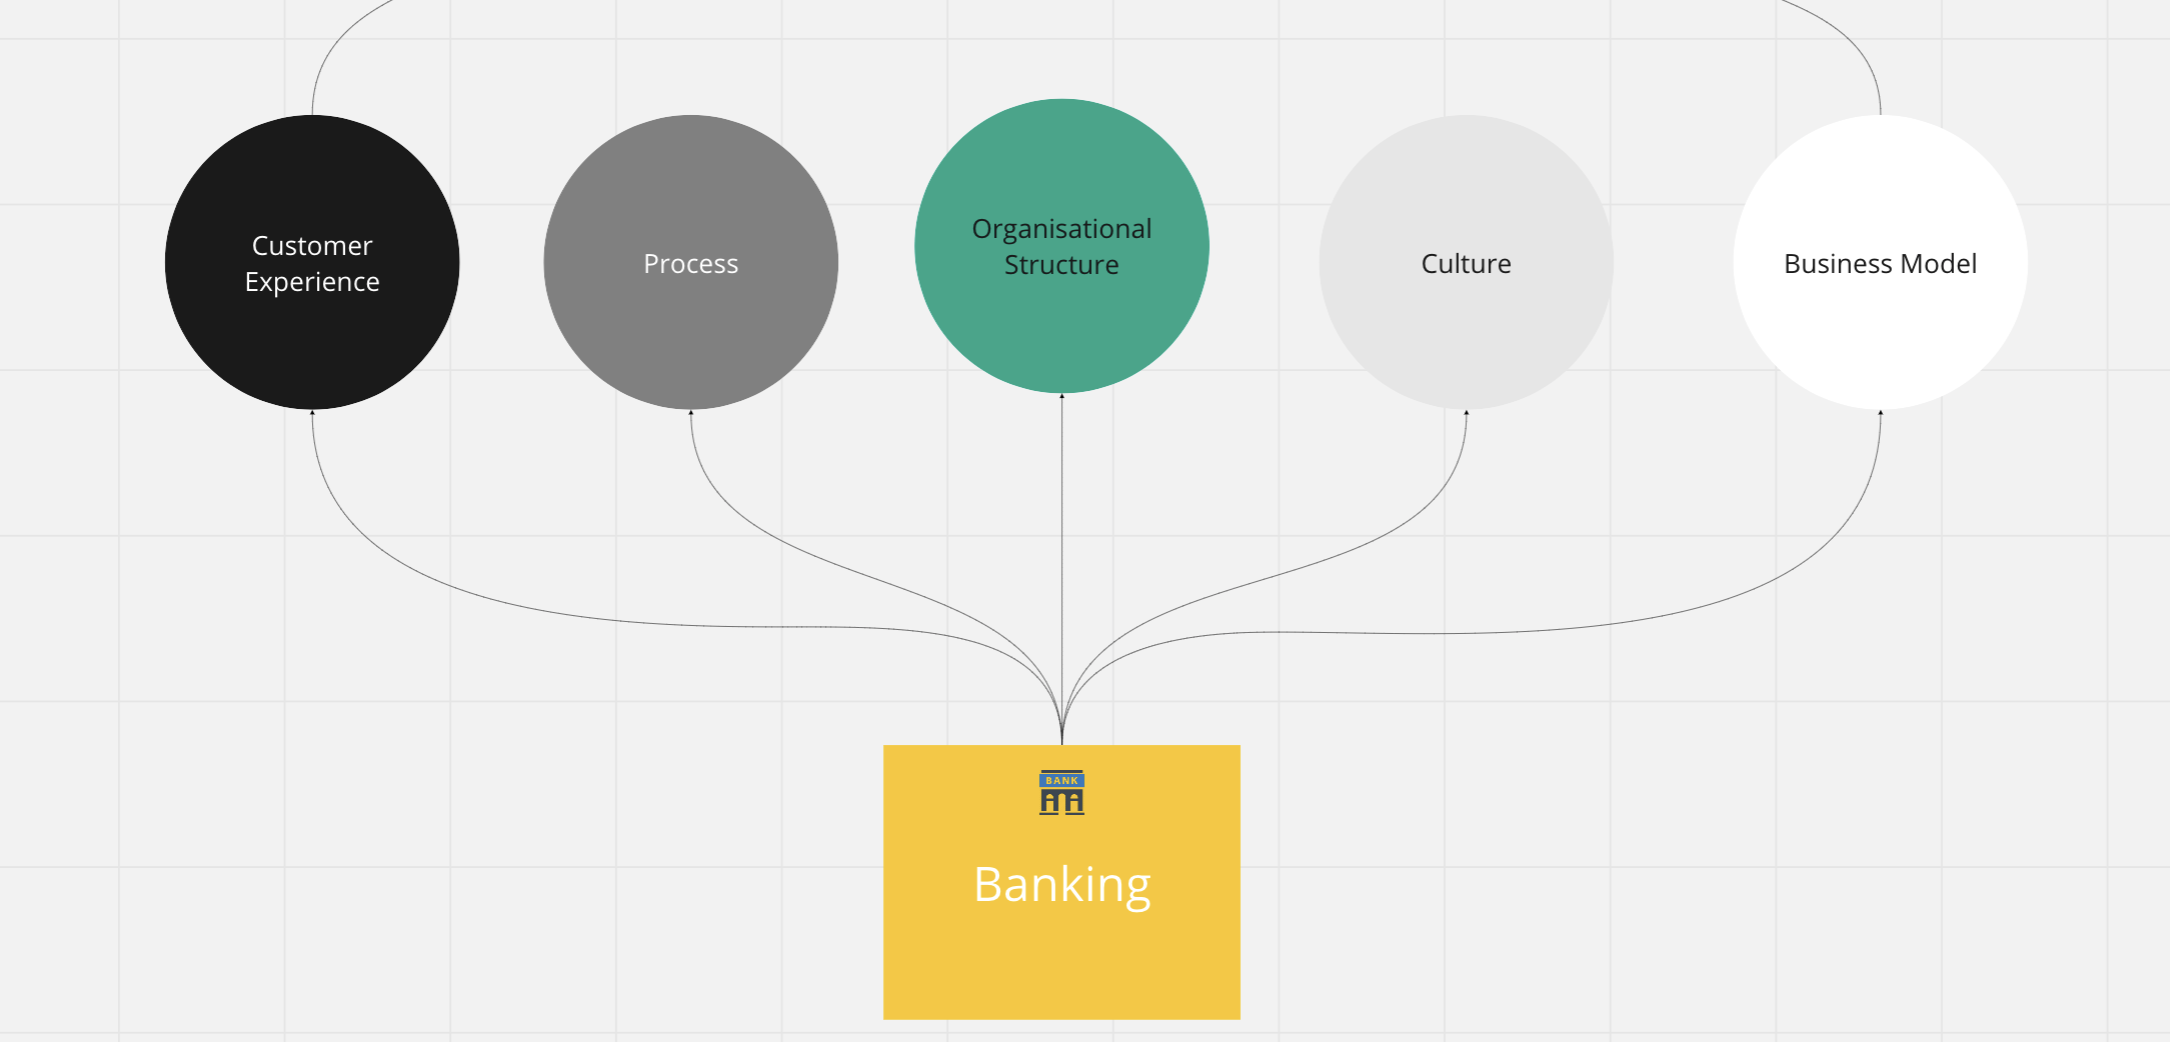 Customer
Experience
Process
Organisational
Structure
Culture
Business Model
BANK
Banking